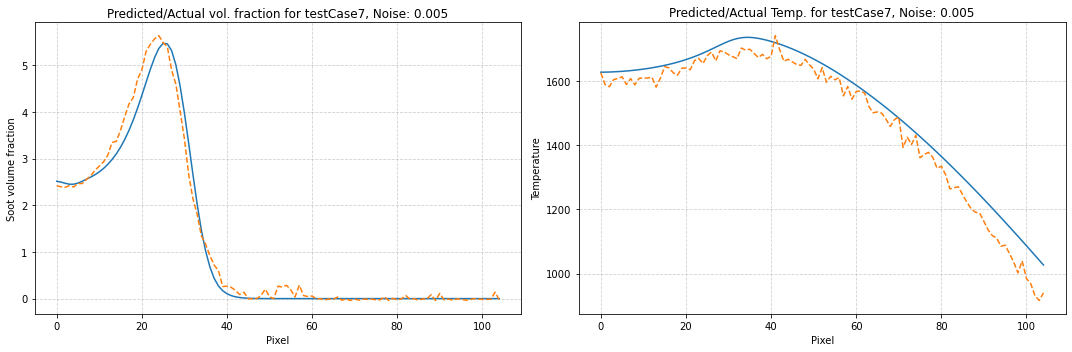 Predicted/Actual vol. fraction for testCase7, Noise: 0.005
Soot volume fraction
5
4
3
2
1
0
0 20 40 60 80 100
Pixel
Predicted/Actual Temp. for testCase7, Noise: 0.005
Temperature
1600
1400
1200
1000
0 20 40 60 80 100
Pixel